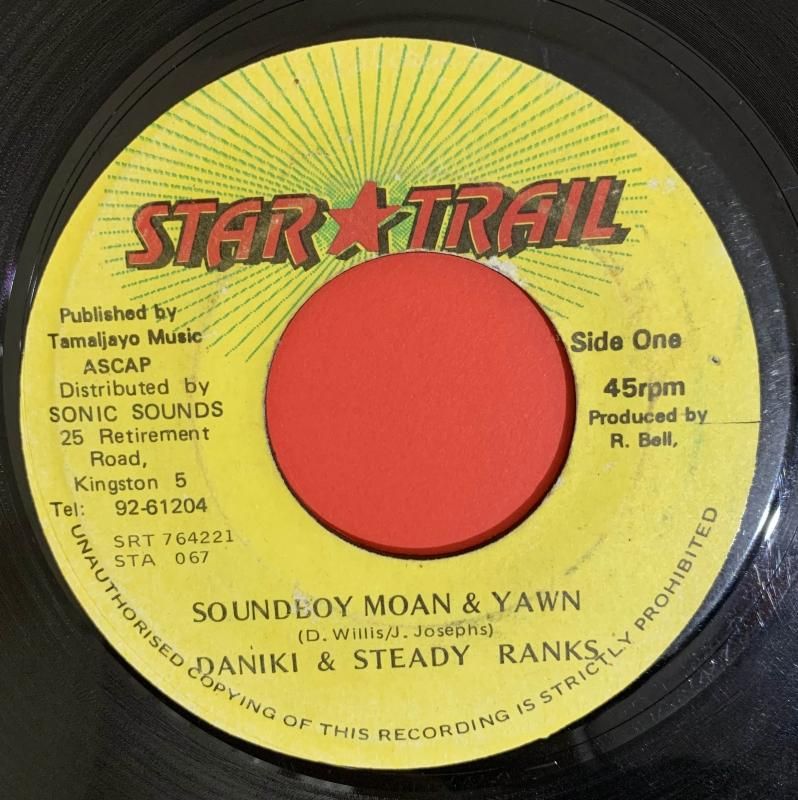 STAR TRAIL
Published by
Tamaljayo Music
ASCAP
Distributed by
SONIC SOUNDS
25 Retirement
Road,
Kingston 5
Tel: 92-61204
SRT 764221
STA 067
Side One
45rpm
Produced by
R. Bell,
SOUNDBOY MOAN & YAWN
(D. Willis/J. Josephs)
DANIKI & STEADY RANKS
UNAUTHORISED COPYING OF THIS RECORDING IS STRICTLY PROHIBITED